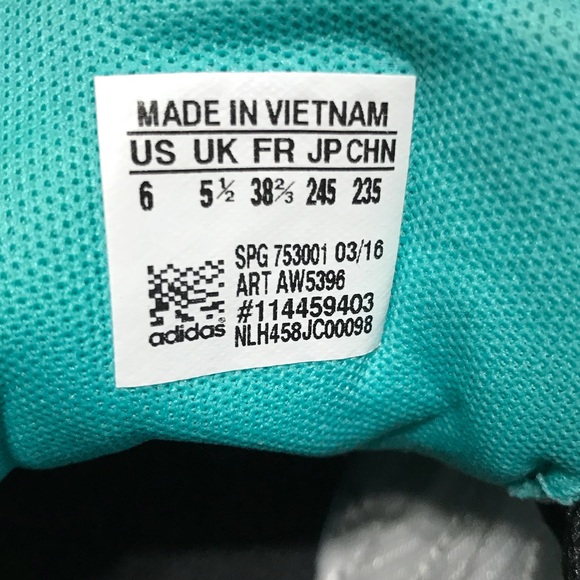 MADE IN VIETNAM
US UK FR JP CHN
6 5½ 38⅔ 245 235
SPG 753001 03/16
ART AW5396
#114459403
NLH458JC00098
adidas®